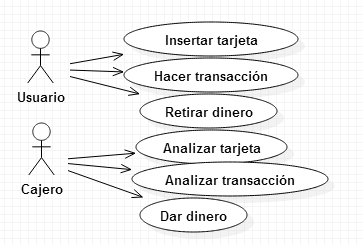 Insertar tarjeta
Hacer transacción
Usuario
Retirar dinero
Analizar tarjeta
Analizar transacción
Cajero
Dar dinero